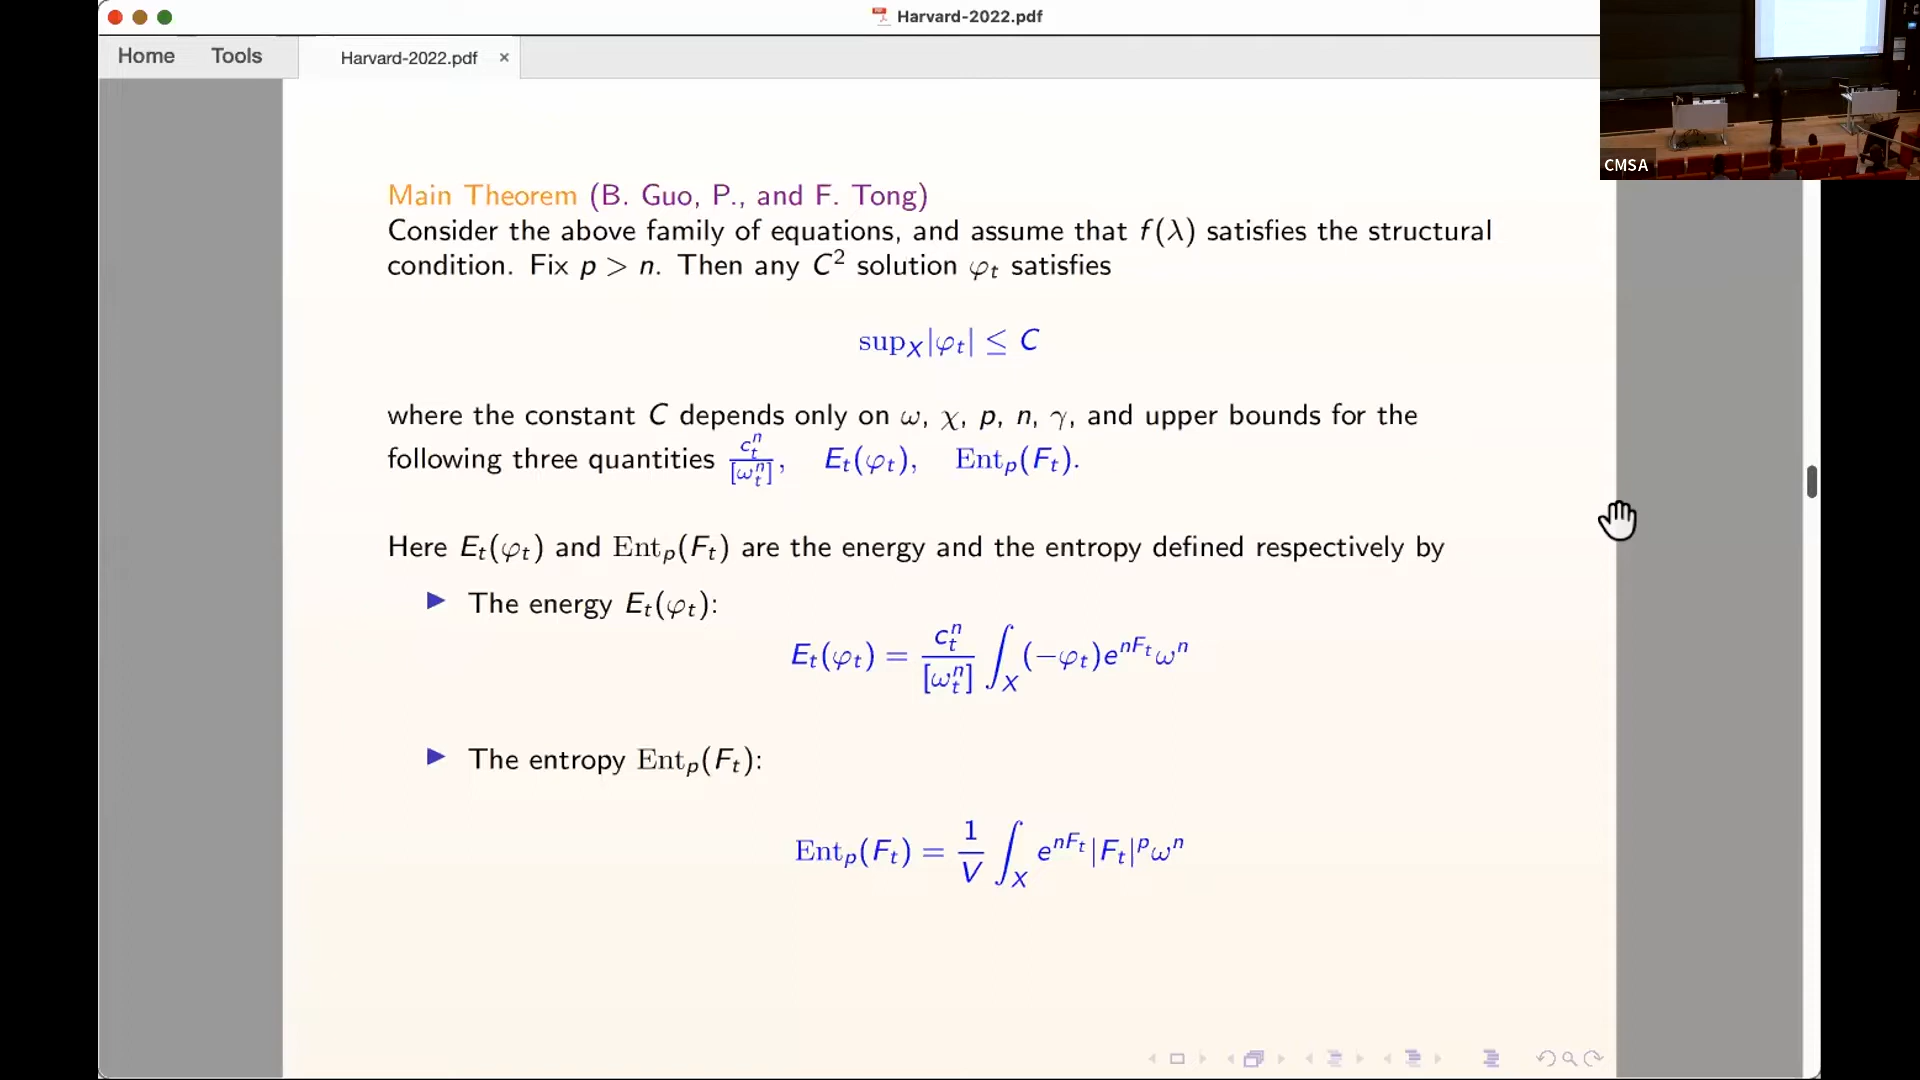 Harvard-2022.pdf
Home Tools Harvard-2022.pdf ×
CMSA
Main Theorem (B. Guo, P., and F. Tong)
Consider the above family of equations, and assume that f(λ) satisfies the structural
condition. Fix p > n. Then any C² solution φ_t satisfies
sup_X|φ_t| ≤ C
where the constant C depends only on ω, χ, p, n, γ, and upper bounds for the
following three quantities c_t^n/[ω_t^n], E_t(φ_t), Ent_p(F_t).
Here E_t(φ_t) and Ent_p(F_t) are the energy and the entropy defined respectively by
▶ The energy E_t(φ_t):
E_t(φ_t) = c_t^n/[ω_t^n] ∫_X (−φ_t)e^{nF_t}ω^n
▶ The entropy Ent_p(F_t):
Ent_p(F_t) = 1/V ∫_X e^{nF_t}|F_t|^p ω^n